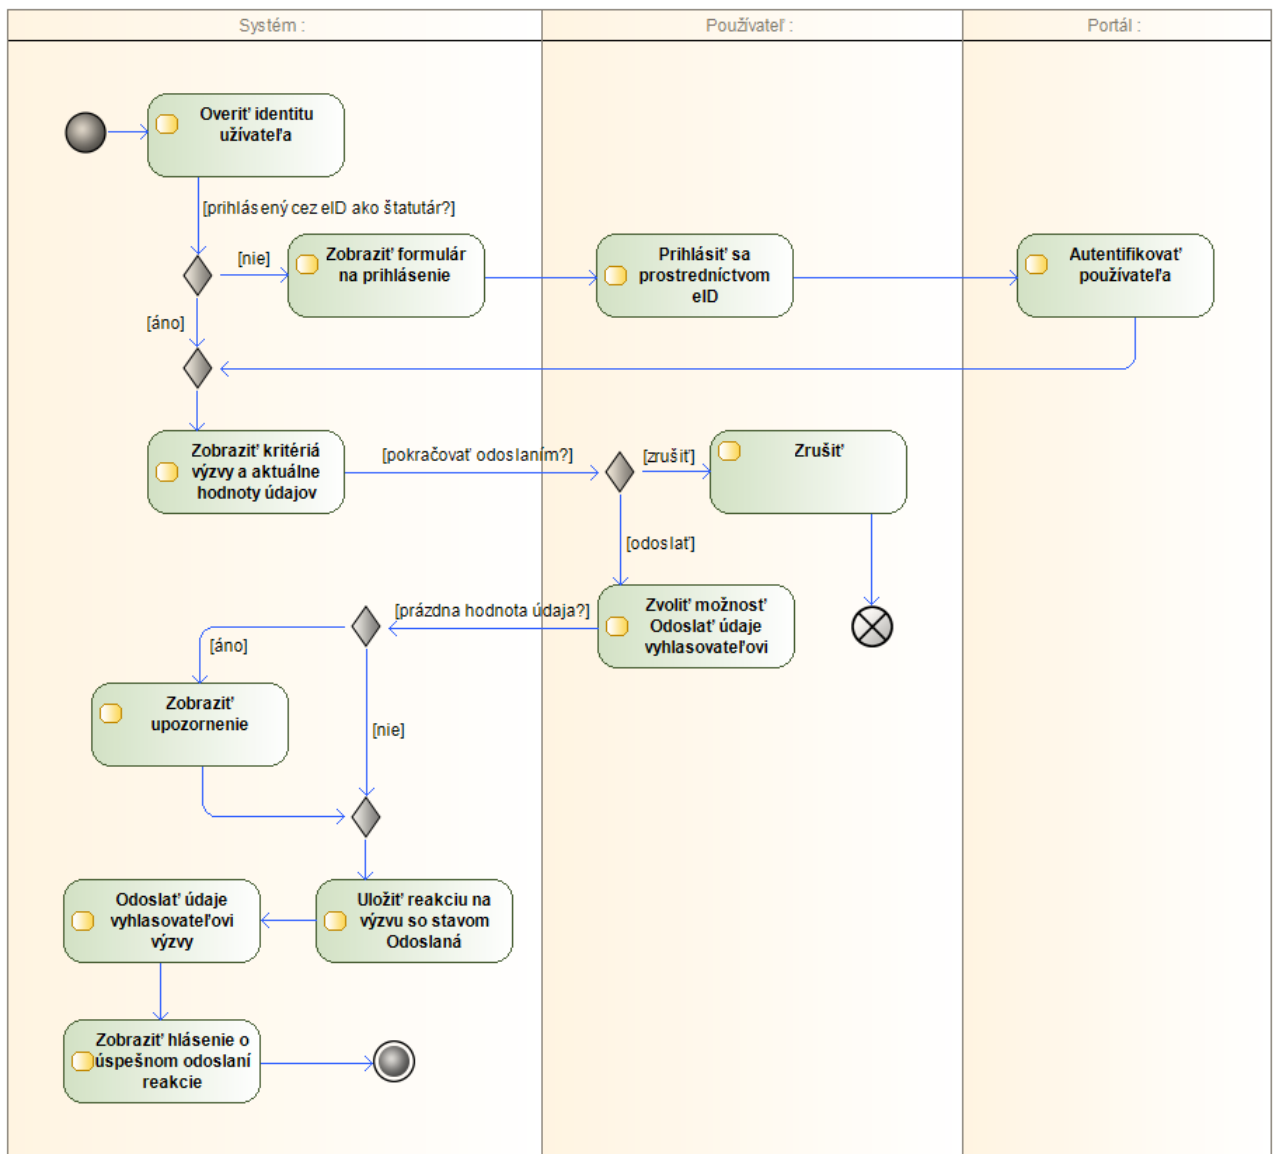 Systém :
Používateľ :
Portál :
Overiť identitu
užívateľa
[prihlásený cez eID ako štatutár?]
[nie]
Zobraziť formulár
na prihlásenie
Prihlásiť sa
prostredníctvom
eID
Autentifikovať
používateľa
[áno]
Zobraziť kritériá
výzvy a aktuálne
hodnoty údajov
[pokračovať odoslaním?]
[zrušiť]
Zrušiť
[odoslať]
[prázdna hodnota údaja?]
Zvoliť možnosť
Odoslať údaje
vyhlasovateľovi
[áno]
Zobraziť
upozornenie
[nie]
Odoslať údaje
vyhlasovateľovi
výzvy
Uložiť reakciu na
výzvu so stavom
Odoslaná
Zobraziť hlásenie o
úspešnom odoslaní
reakcie